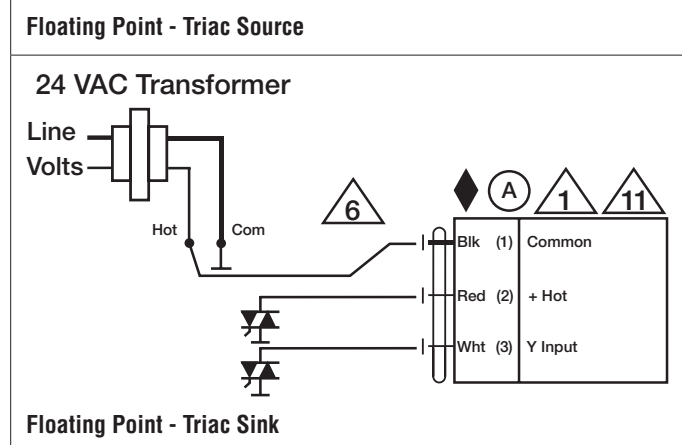 Floating Point - Triac Source
24 VAC Transformer
Line
Volts
Hot Com
6
A 1 11
Blk (1) Common
Red (2) + Hot
Wht (3) Y Input
Floating Point - Triac Sink